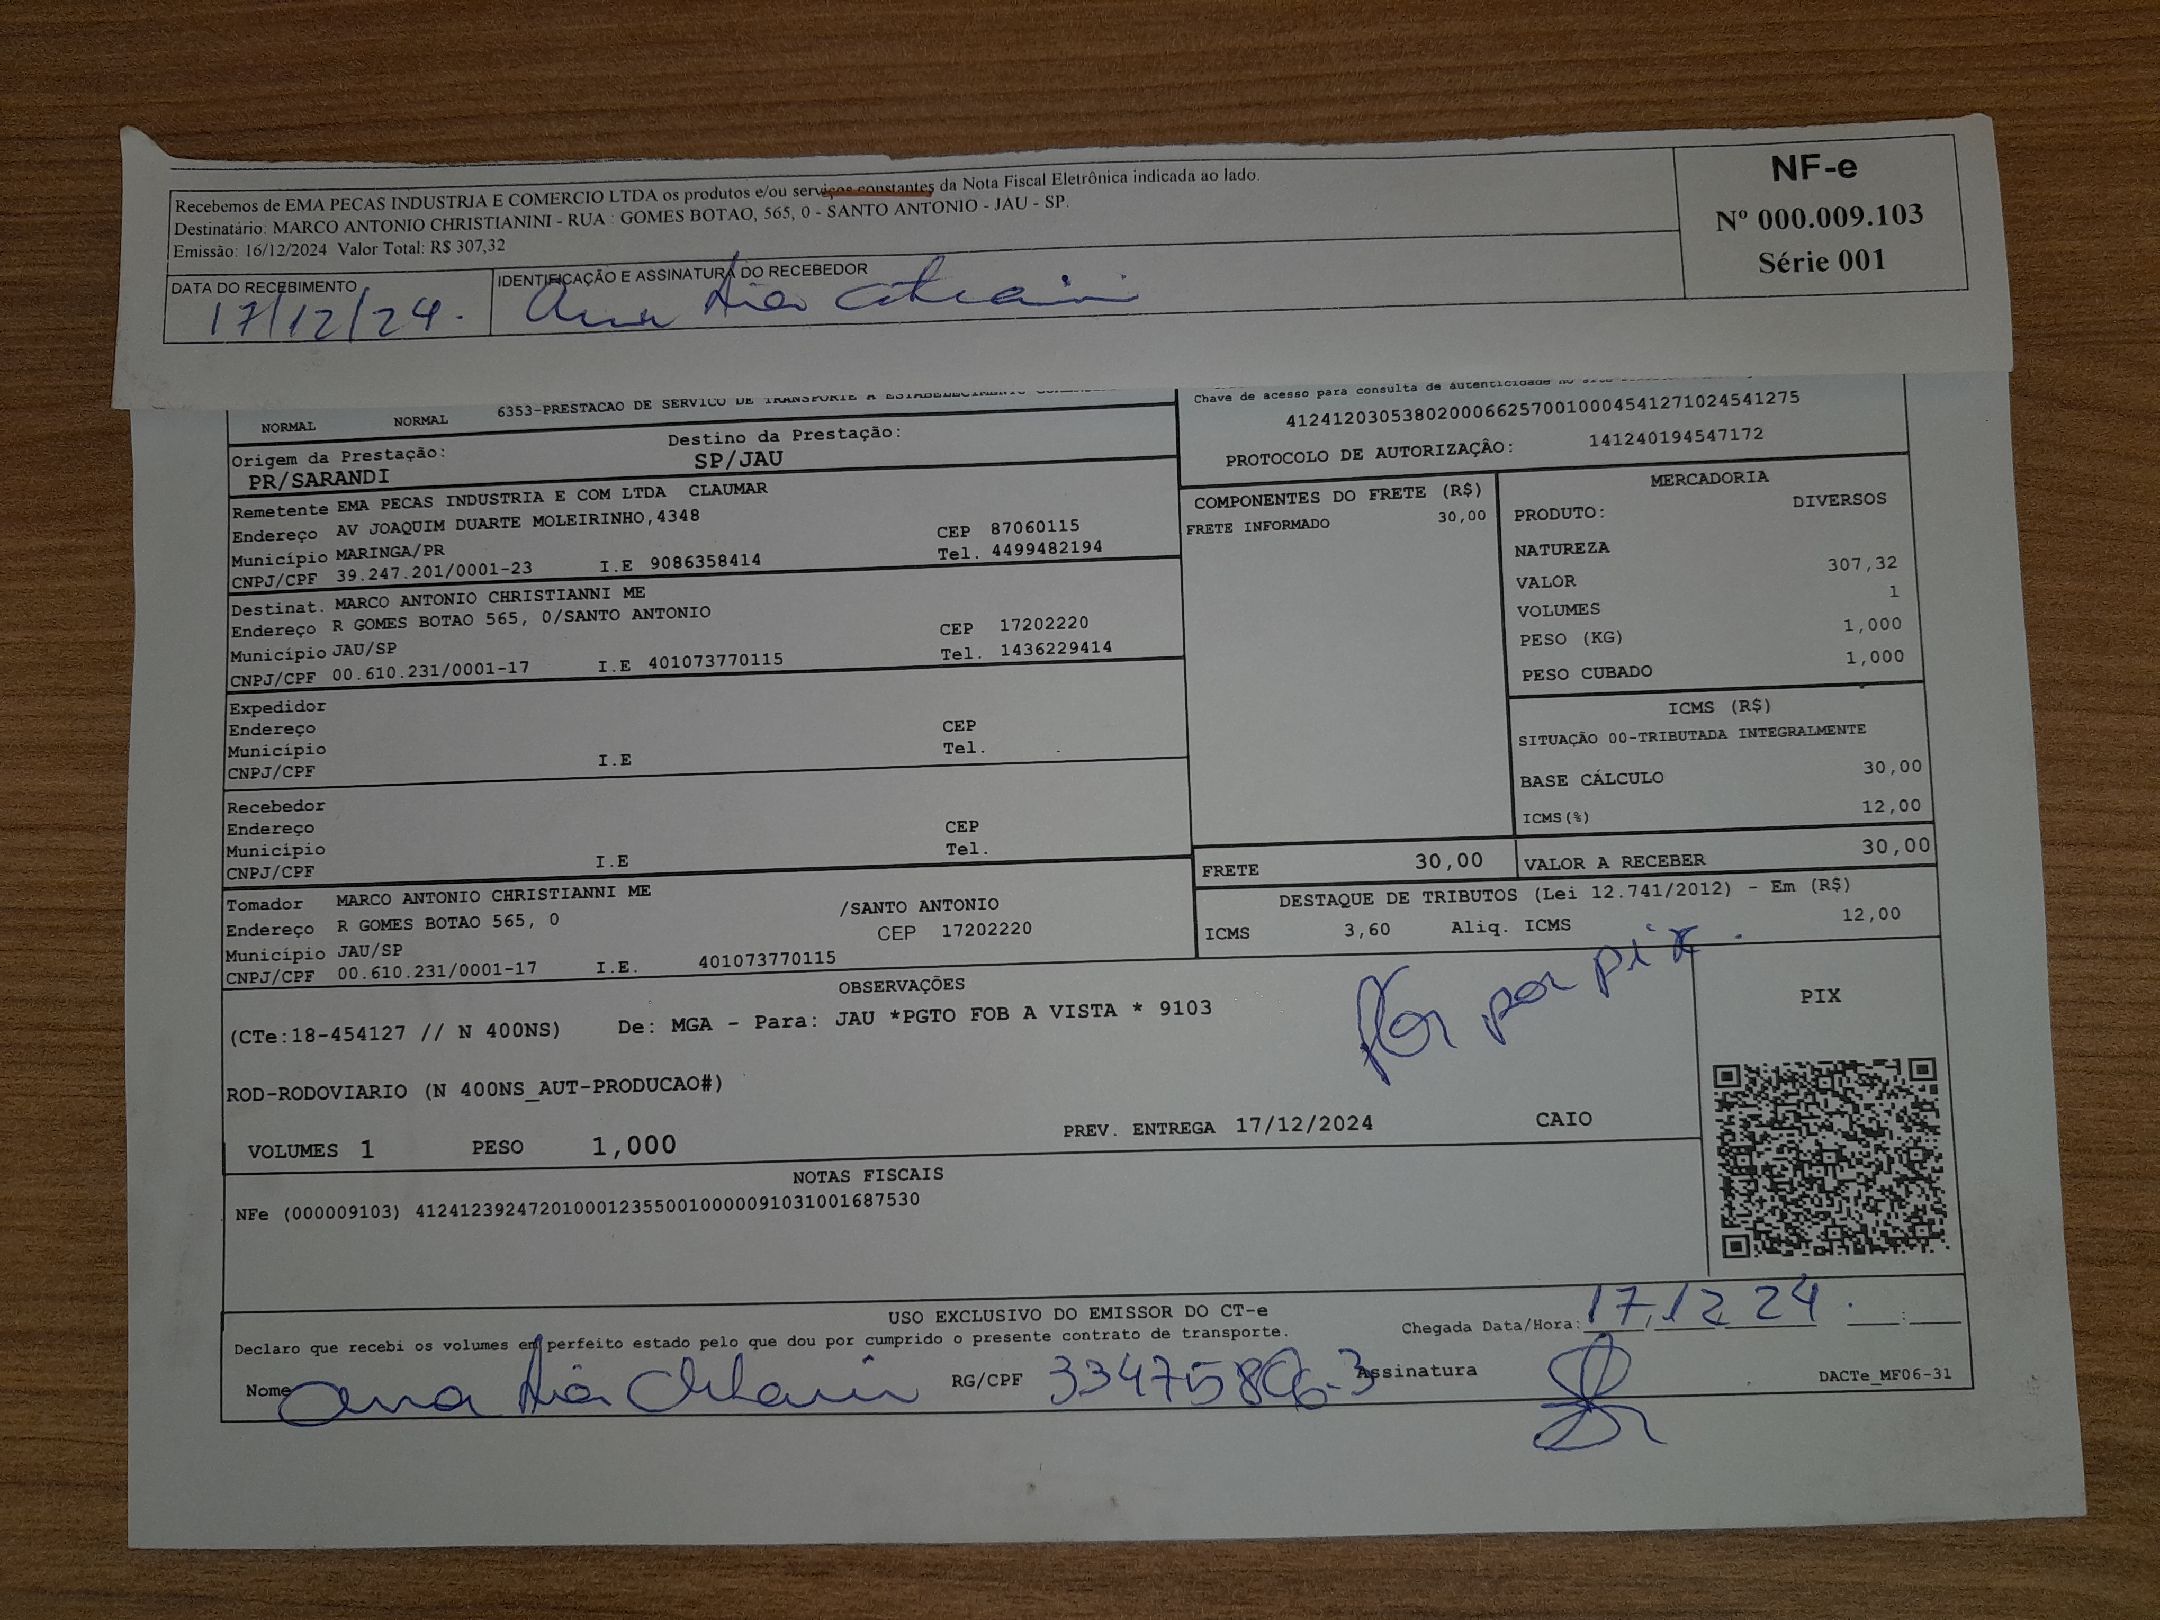 Recebemos de EMA PECAS INDUSTRIA E COMERCIO LTDA os produtos e/ou serviços constantes da Nota Fiscal Eletrônica indicada ao lado.
Destinatário: MARCO ANTONIO CHRISTIANINI - RUA : GOMES BOTAO, 565, 0 - SANTO ANTONIO - JAU - SP.
Emissão: 16/12/2024 Valor Total: R$ 307,32
NF-e
Nº 000.009.103
Série 001
DATA DO RECEBIMENTO
17/12/24.
IDENTIFICAÇÃO E ASSINATURA DO RECEBEDOR
Ana
NORMAL NORMAL 6353-PRESTACAO DE SERVICO DE TRANSPORTE A ESTABELECIMENTO
Chave de acesso para consulta de autenticidade no site
41241203053802000662570010004541271024541275
PROTOCOLO DE AUTORIZAÇÂO: 141240194547172
Origem da Prestação: Destino da Prestação:
PR/SARANDI SP/JAU
Remetente EMA PECAS INDUSTRIA E COM LTDA CLAUMAR
Endereço AV JOAQUIM DUARTE MOLEIRINHO,4348 CEP 87060115
Município MARINGA/PR Tel. 4499482194
CNPJ/CPF 39.247.201/0001-23 I.E 9086358414
Destinat. MARCO ANTONIO CHRISTIANNI ME
Endereço R GOMES BOTAO 565, 0/SANTO ANTONIO CEP 17202220
Município JAU/SP Tel. 1436229414
CNPJ/CPF 00.610.231/0001-17 I.E 401073770115
Expedidor
Endereço CEP
Município Tel.
CNPJ/CPF I.E
Recebedor
Endereço CEP
Município Tel.
CNPJ/CPF I.E
Tomador MARCO ANTONIO CHRISTIANNI ME
Endereço R GOMES BOTAO 565, 0 /SANTO ANTONIO
Município JAU/SP CEP 17202220
CNPJ/CPF 00.610.231/0001-17 I.E. 401073770115
COMPONENTES DO FRETE (R$)
FRETE INFORMADO 30,00
MERCADORIA
PRODUTO: DIVERSOS
NATUREZA
VALOR 307,32
VOLUMES 1
PESO (KG) 1,000
PESO CUBADO 1,000
ICMS (R$)
SITUAÇÃO 00-TRIBUTADA INTEGRALMENTE
BASE CÁLCULO 30,00
ICMS(%) 12,00
FRETE 30,00 VALOR A RECEBER 30,00
DESTAQUE DE TRIBUTOS (Lei 12.741/2012) - Em (R$)
ICMS 3,60 Aliq. ICMS 12,00
OBSERVAÇÕES
(CTe:18-454127 // N 400NS) De: MGA - Para: JAU *PGTO FOB A VISTA * 9103
por pix.
PIX
ROD-RODOVIARIO (N 400NS_AUT-PRODUCAO#)
VOLUMES 1 PESO 1,000 PREV. ENTREGA 17/12/2024 CAIO
NOTAS FISCAIS
NFe (000009103) 41241239247201000123550010000091031001687530
USO EXCLUSIVO DO EMISSOR DO CT-e
Declaro que recebi os volumes em perfeito estado pelo que dou por cumprido o presente contrato de transporte.
Chegada Data/Hora: 17.12 24. :
Nome Ana RG/CPF Assinatura
DACTe_MF06-31